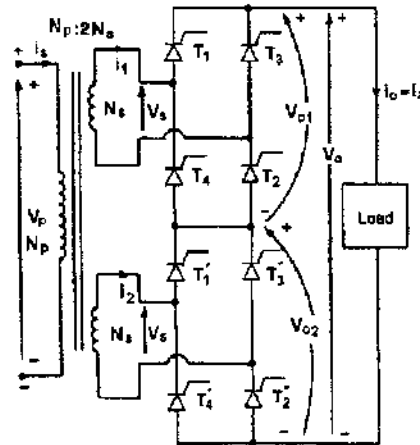 Np:2Ns
is
i1
T1
T3
Ns
Vs
Vo1
Vo
T4
T2
Load
Vp
Np
i2
T1'
T3'
Ns
Vs
Vo2
T4'
T2'